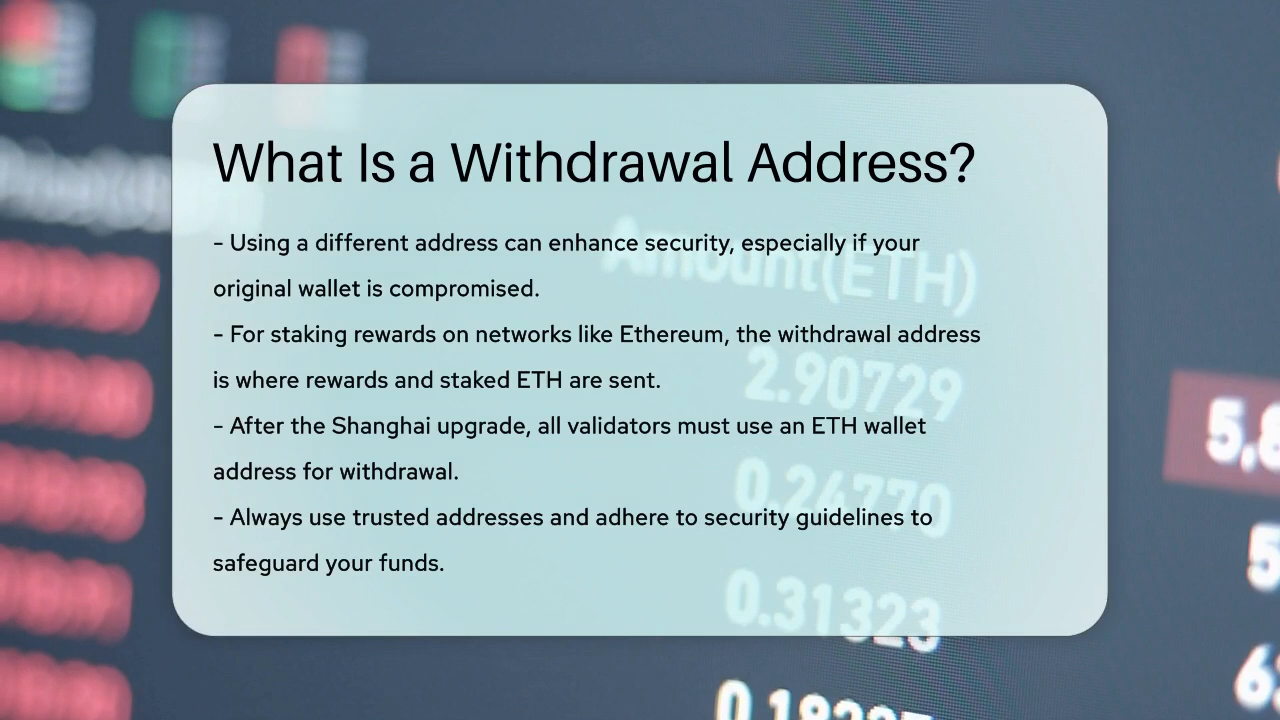 What Is a Withdrawal Address?
– Using a different address can enhance security, especially if your
original wallet is compromised.
– For staking rewards on networks like Ethereum, the withdrawal address
is where rewards and staked ETH are sent.
– After the Shanghai upgrade, all validators must use an ETH wallet
address for withdrawal.
– Always use trusted addresses and adhere to security guidelines to
safeguard your funds.
Amount(ETH)
2.90729
0.24770
0.31323